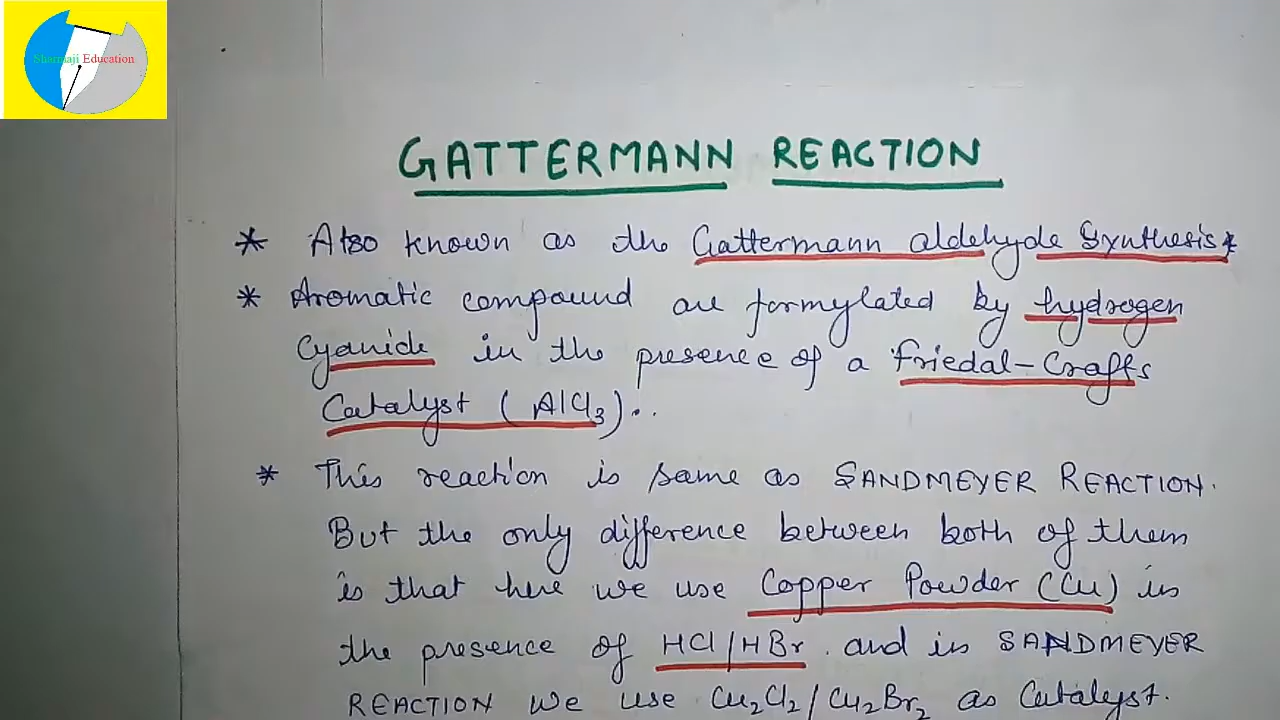 Sharmaji Education
GATTERMANN REACTION
* Also known as the Gattermann aldehyde Synthesis*
* Aromatic compound are formylated by hydrogen
Cyanide in the presence of a Friedal-Crafts
Catalyst (AlCl₃)..
* This reaction is same as SANDMEYER REACTION.
But the only difference between both of them
is that here we use Copper Powder (Cu) in
the presence of HCl/HBr. and in SANDMEYER
REACTION we use Cu₂Cl₂/Cu₂Br₂ as Catalyst.